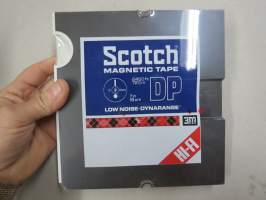 Scotch
MAGNETIC TAPE
DP
LOW NOISE-DYNARANGE
3M
HI-FI